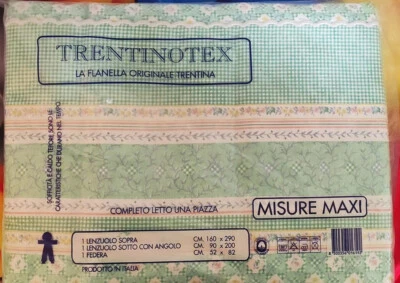 TRENTINOTEX
LA FLANELLA ORIGINALE TRENTINA
SOFFICITÀ E CALDO TEPORE SONO LE
CARATTERISTICHE CHE DURANO NEL TEMPO
COMPLETO LETTO UNA PIAZZA
MISURE MAXI
1 LENZUOLO SOPRA CM. 160 x 290
1 LENZUOLO SOTTO CON ANGOLO CM. 90 x 200
1 FEDERA CM. 52 x 82
PRODOTTO IN ITALIA